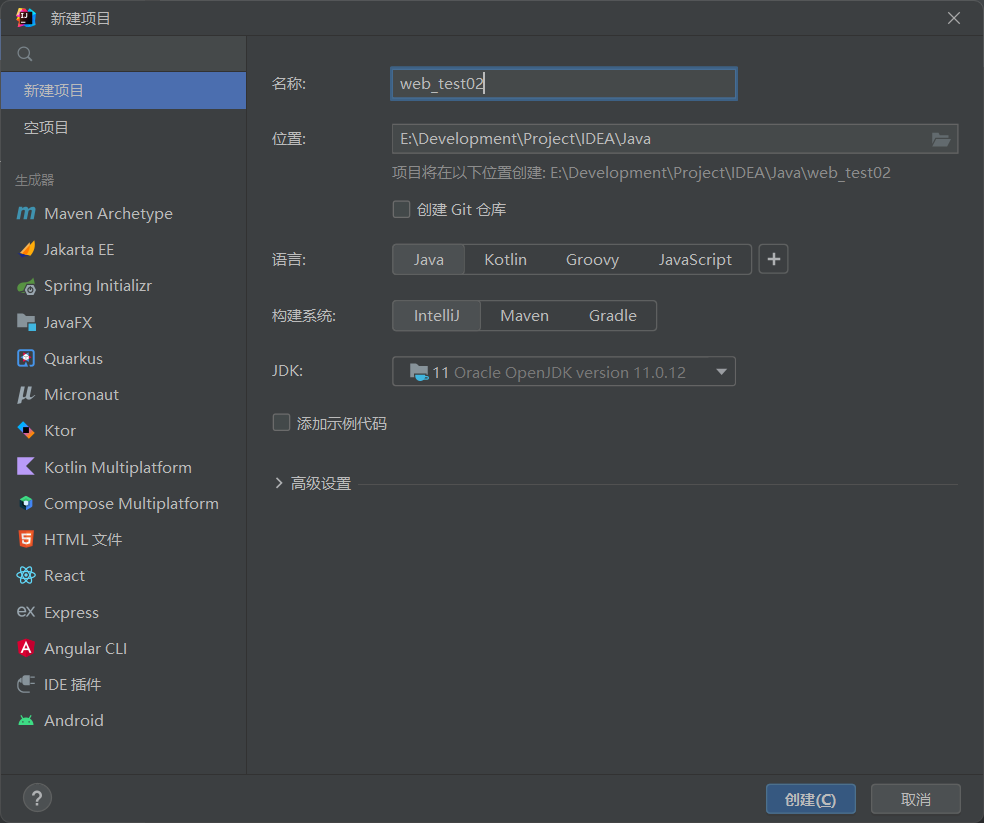 新建项目
新建项目
空项目
生成器
Maven Archetype
Jakarta EE
Spring Initializr
JavaFX
Quarkus
Micronaut
Ktor
Kotlin Multiplatform
Compose Multiplatform
HTML 文件
React
Express
Angular CLI
IDE 插件
Android
名称: web_test02
位置: E:\Development\Project\IDEA\Java
项目将在以下位置创建: E:\Development\Project\IDEA\Java\web_test02
创建 Git 仓库
语言: Java Kotlin Groovy JavaScript +
构建系统: IntelliJ Maven Gradle
JDK: 11 Oracle OpenJDK version 11.0.12
添加示例代码
高级设置
? 创建(C) 取消